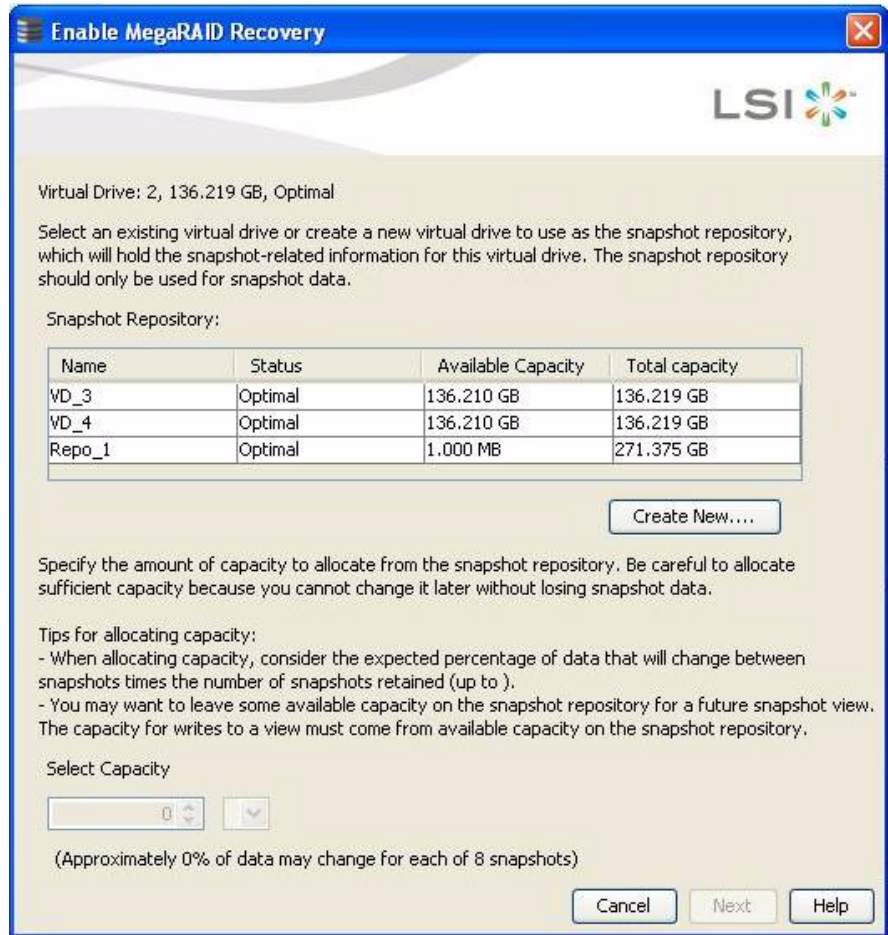 Enable MegaRAID Recovery
LSI
Virtual Drive: 2, 136.219 GB, Optimal
Select an existing virtual drive or create a new virtual drive to use as the snapshot repository,
which will hold the snapshot-related information for this virtual drive. The snapshot repository
should only be used for snapshot data.
Snapshot Repository:
Name Status Available Capacity Total capacity
VD_3 Optimal 136.210 GB 136.219 GB
VD_4 Optimal 136.210 GB 136.219 GB
Repo_1 Optimal 1.000 MB 271.375 GB
Create New....
Specify the amount of capacity to allocate from the snapshot repository. Be careful to allocate
sufficient capacity because you cannot change it later without losing snapshot data.
Tips for allocating capacity:
- When allocating capacity, consider the expected percentage of data that will change between
snapshots times the number of snapshots retained (up to ).
- You may want to leave some available capacity on the snapshot repository for a future snapshot view.
The capacity for writes to a view must come from available capacity on the snapshot repository.
Select Capacity
0
(Approximately 0% of data may change for each of 8 snapshots)
Cancel Next Help